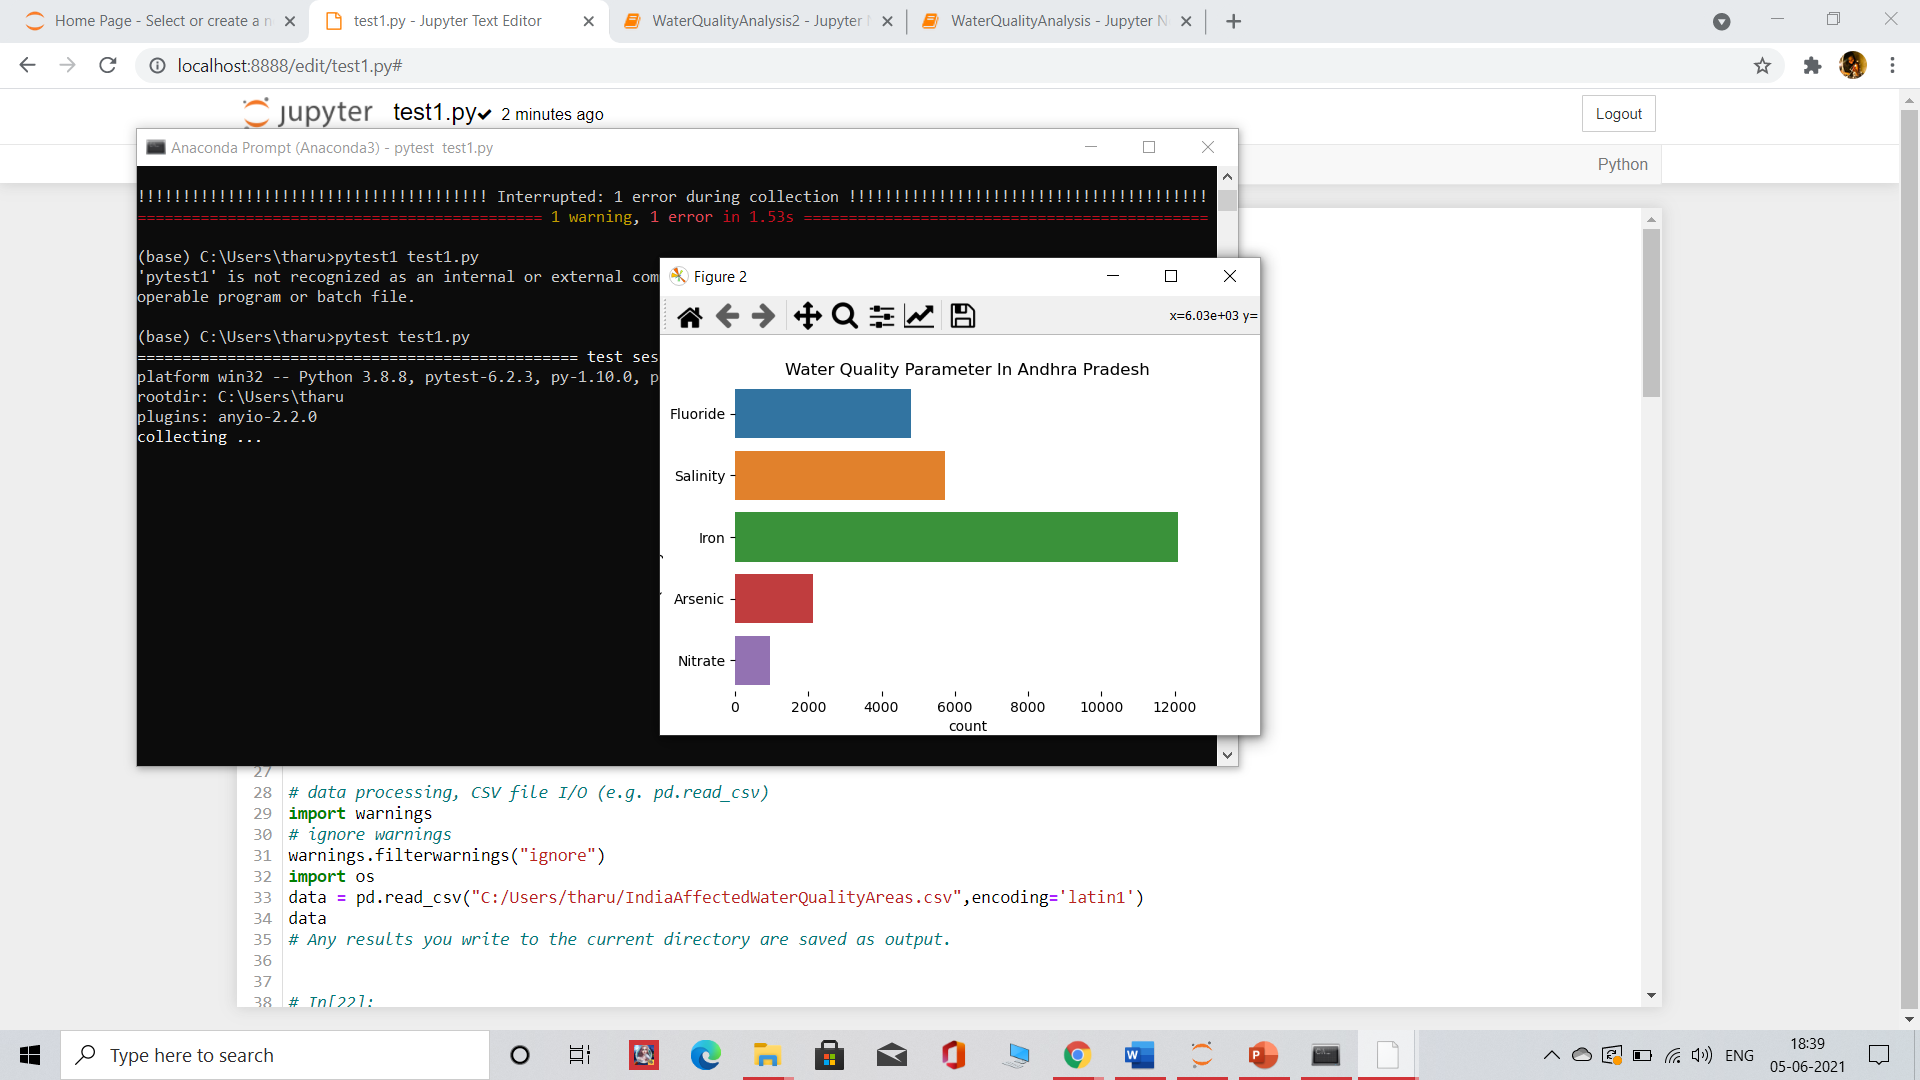 Home Page - Select or create a n
test1.py - Jupyter Text Editor
WaterQualityAnalysis2 - Jupyter
WaterQualityAnalysis - Jupyter N
localhost:8888/edit/test1.py#
jupyter test1.py✔ 2 minutes ago
Logout
Python
Anaconda Prompt (Anaconda3) - pytest test1.py
!!!!!!!!!!!!!!!!!!!!!!!!!!!!!!!!!!!!!!! Interrupted: 1 error during collection !!!!!!!!!!!!!!!!!!!!!!!!!!!!!!!!!!!!!!!!
============================================= 1 warning, 1 error in 1.53s =============================================
(base) C:\Users\tharu>pytest1 test1.py
'pytest1' is not recognized as an internal or external com
operable program or batch file.
(base) C:\Users\tharu>pytest test1.py
================================================= test ses
platform win32 -- Python 3.8.8, pytest-6.2.3, py-1.10.0, p
rootdir: C:\Users\tharu
plugins: anyio-2.2.0
collecting ...
Figure 2
x=6.03e+03 y=
Water Quality Parameter In Andhra Pradesh
Fluoride
Salinity
Iron
Arsenic
Nitrate
0 2000 4000 6000 8000 10000 12000
count
27
28 # data processing, CSV file I/O (e.g. pd.read_csv)
29 import warnings
30 # ignore warnings
31 warnings.filterwarnings("ignore")
32 import os
33 data = pd.read_csv("C:/Users/tharu/IndiaAffectedWaterQualityAreas.csv",encoding='latin1')
34 data
35 # Any results you write to the current directory are saved as output.
36
37
38 # In[22]:
Type here to search
ENG
18:39
05-06-2021